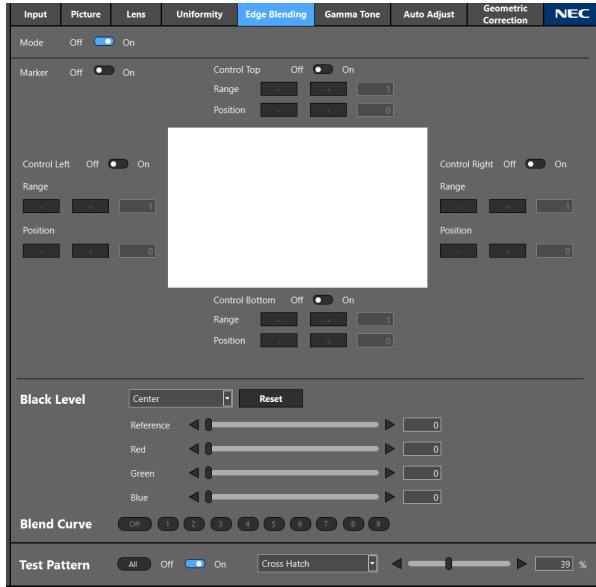 Input Picture Lens Uniformity Edge Blending Gamma Tone Auto Adjust Geometric Correction NEC
Mode Off On
Marker Off On Control Top Off On
Range - + 1
Position - + 0
Control Left Off On Control Right Off On
Range Range
- + 1 - + 1
Position Position
- + 0 - + 0
Control Bottom Off On
Range - + 1
Position - + 0
Black Level Center Reset
Reference 0
Red 0
Green 0
Blue 0
Blend Curve Off 1 2 3 4 5 6 7 8 9
Test Pattern All Off On Cross Hatch 39 %